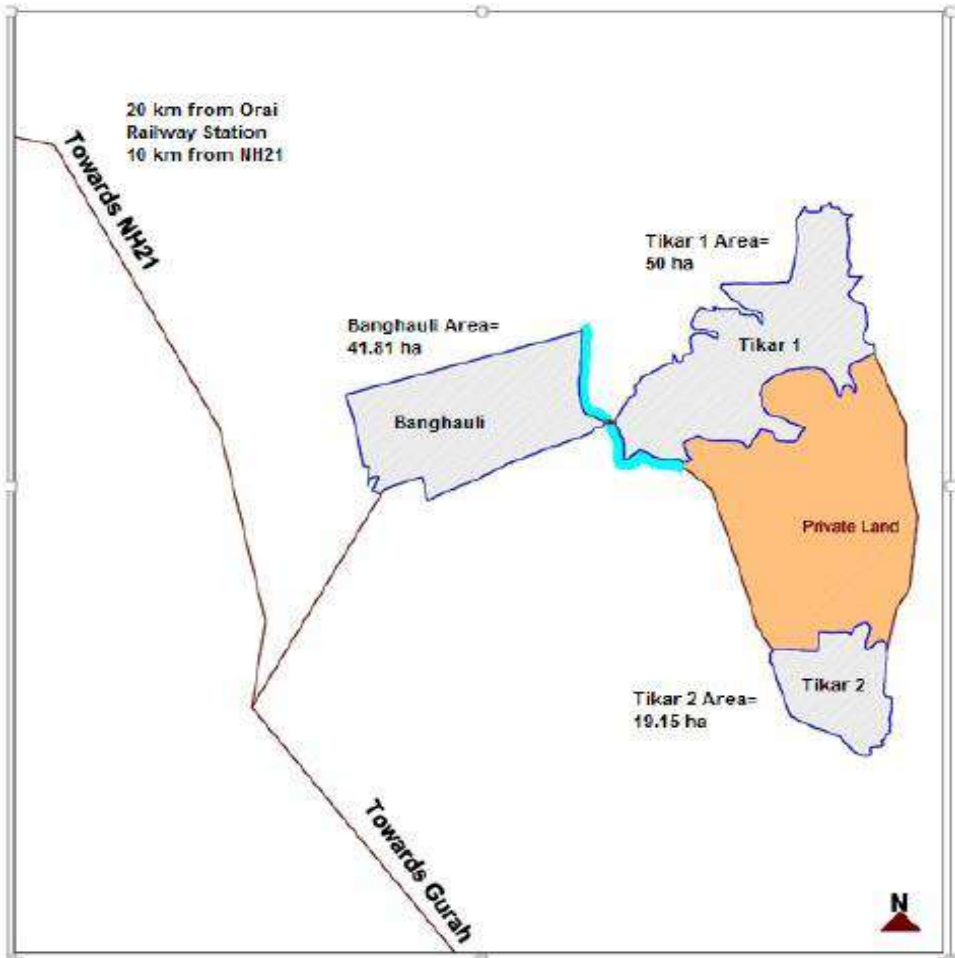 20 km from Orai
Railway Station
10 km from NH21
Towards NH21
Tikar 1 Area=
50 ha
Banghauli Area=
41.81 ha
Tikar 1
Banghauli
Private Land
Tikar 2
Tikar 2 Area=
19.15 ha
Towards Gurah
N